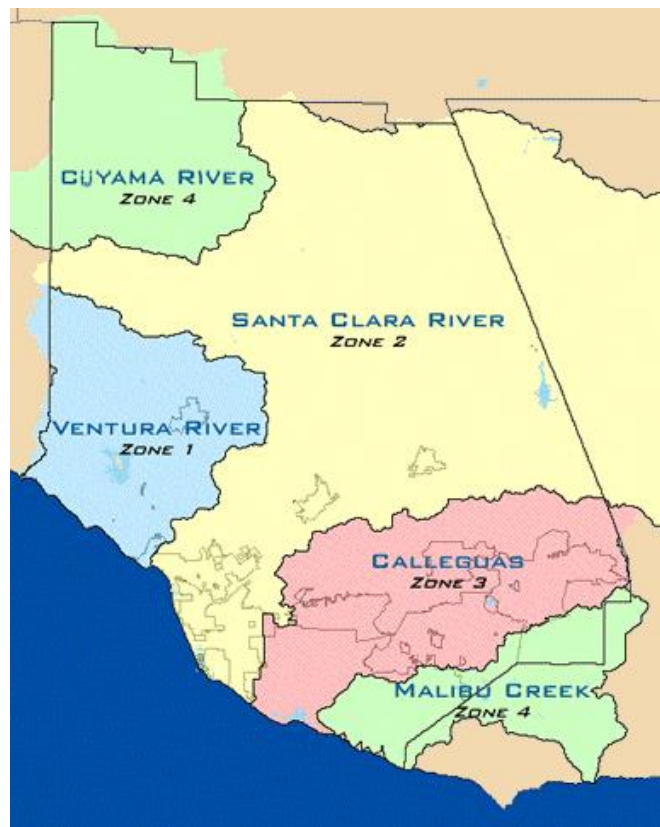 CUYAMA RIVER
ZONE 4
SANTA CLARA RIVER
ZONE 2
VENTURA RIVER
ZONE 1
CALLEGUAS
ZONE 3
MALIBU CREEK
ZONE 4